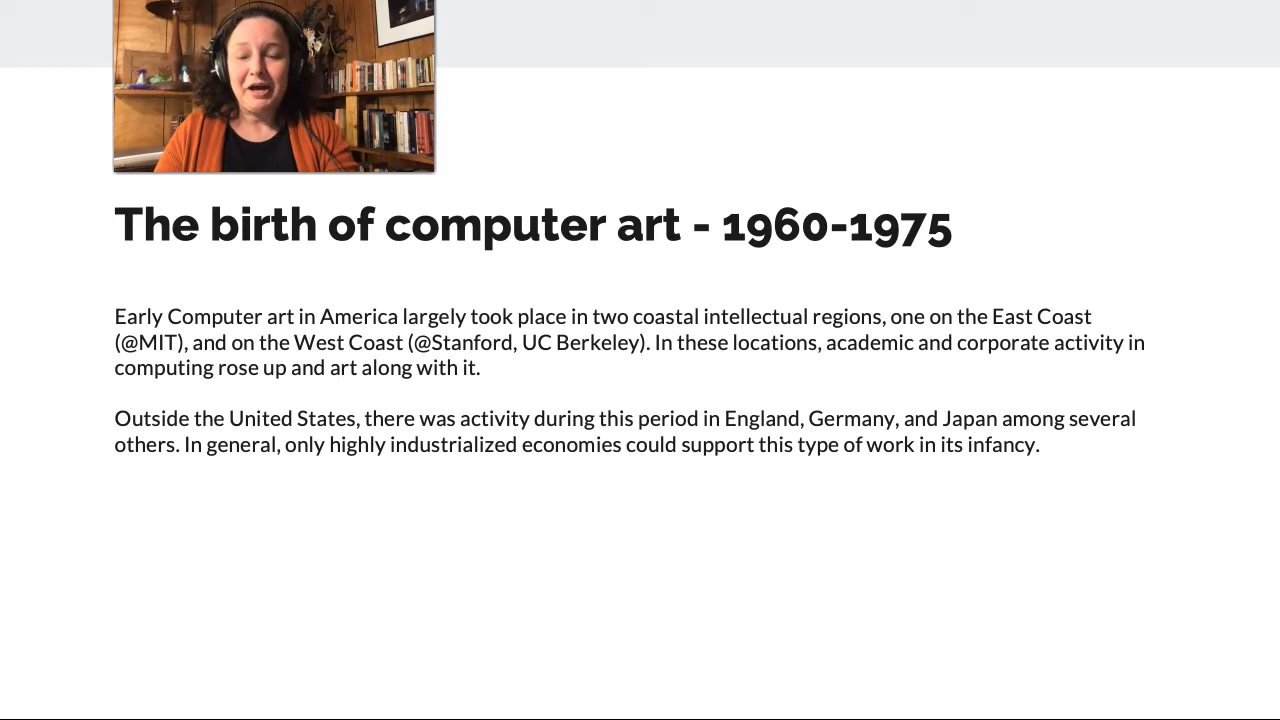 The birth of computer art - 1960-1975
Early Computer art in America largely took place in two coastal intellectual regions, one on the East Coast
(@MIT), and on the West Coast (@Stanford, UC Berkeley). In these locations, academic and corporate activity in
computing rose up and art along with it.
Outside the United States, there was activity during this period in England, Germany, and Japan among several
others. In general, only highly industrialized economies could support this type of work in its infancy.